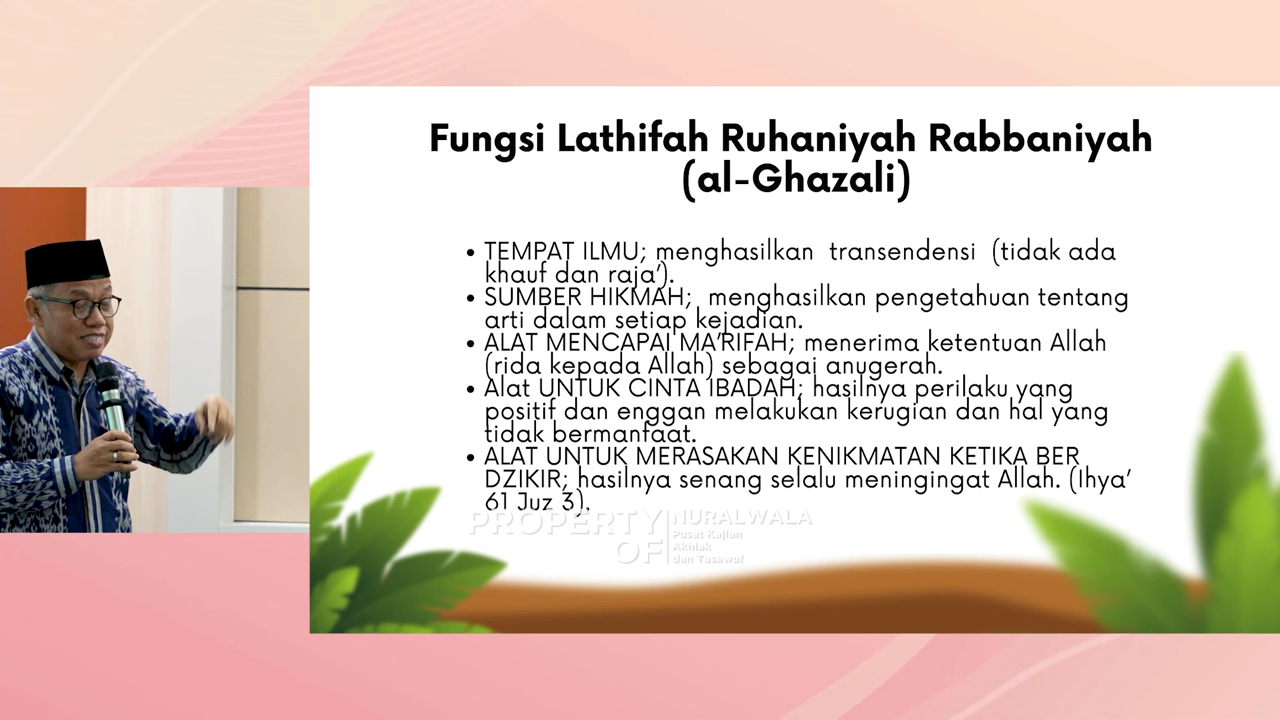 Fungsi Lathifah Ruhaniyah Rabbaniyah
(al-Ghazali)
• TEMPAT ILMU; menghasilkan transendensi (tidak ada
khauf dan raja').
• SUMBER HIKMAH; menghasilkan pengetahuan tentang
arti dalam setiap kejadian.
• ALAT MENCAPAI MA'RIFAH; menerima ketentuan Allah
(rida kepada Allah) sebagai anugerah.
• Alat UNTUK CINTA IBADAH; hasilnya perilaku yang
positif dan enggan melakukan kerugian dan hal yang
tidak bermanfaat.
• ALAT UNTUK MERASAKAN KENIKMATAN KETIKA BER
DZIKIR; hasilnya senang selalu meningingat Allah. (Ihya'
61 Juz 3).
PROPERTY OF
NURALWALA
Pusat Kajian
Akhlak
dan Tasawuf